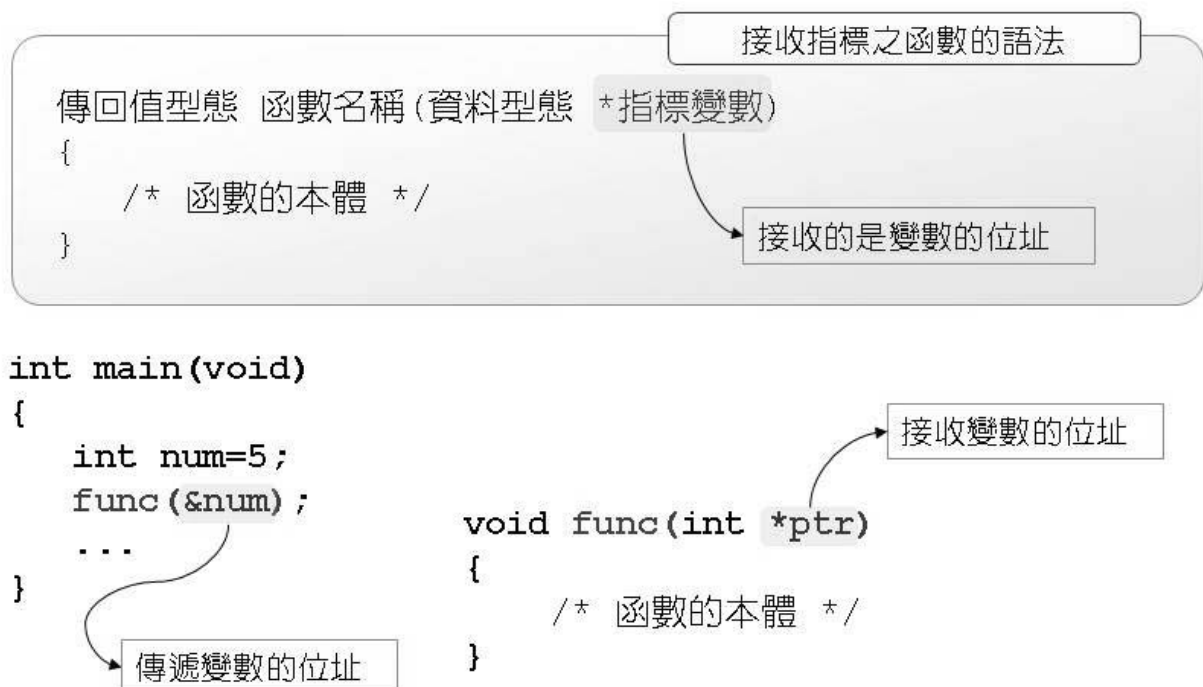 接收指標之函數的語法
傳回值型態 函數名稱(資料型態 *指標變數)
{
/* 函數的本體 */
}
接收的是變數的位址
int main(void)
{
int num=5;
func(&num);
...
}
傳遞變數的位址
接收變數的位址
void func(int *ptr)
{
/* 函數的本體 */
}